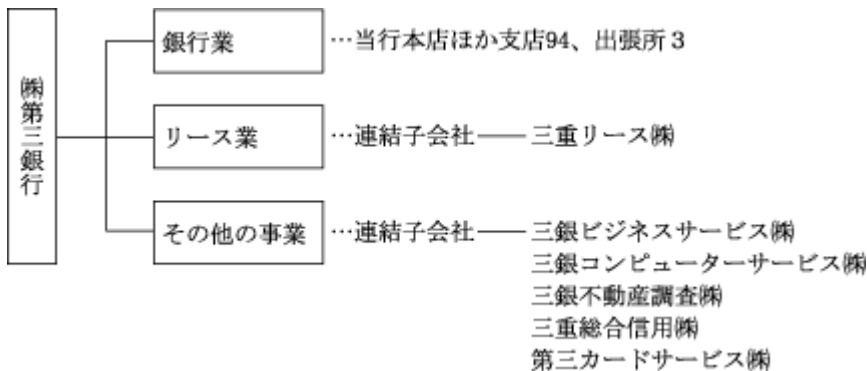 ㈱第三銀行
銀行業 …当行本店ほか支店94、出張所3
リース業 …連結子会社――三重リース㈱
その他の事業 …連結子会社――三銀ビジネスサービス㈱
三銀コンピューターサービス㈱
三銀不動産調査㈱
三重総合信用㈱
第三カードサービス㈱